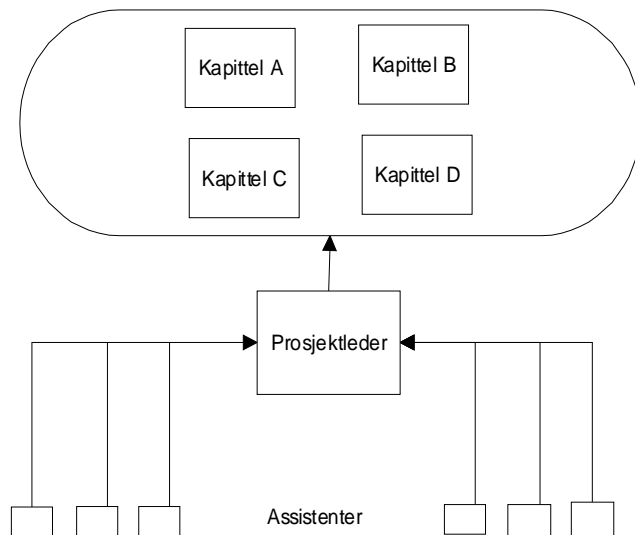 Kapittel A
Kapittel B
Kapittel C
Kapittel D
Prosjektleder
Assistenter